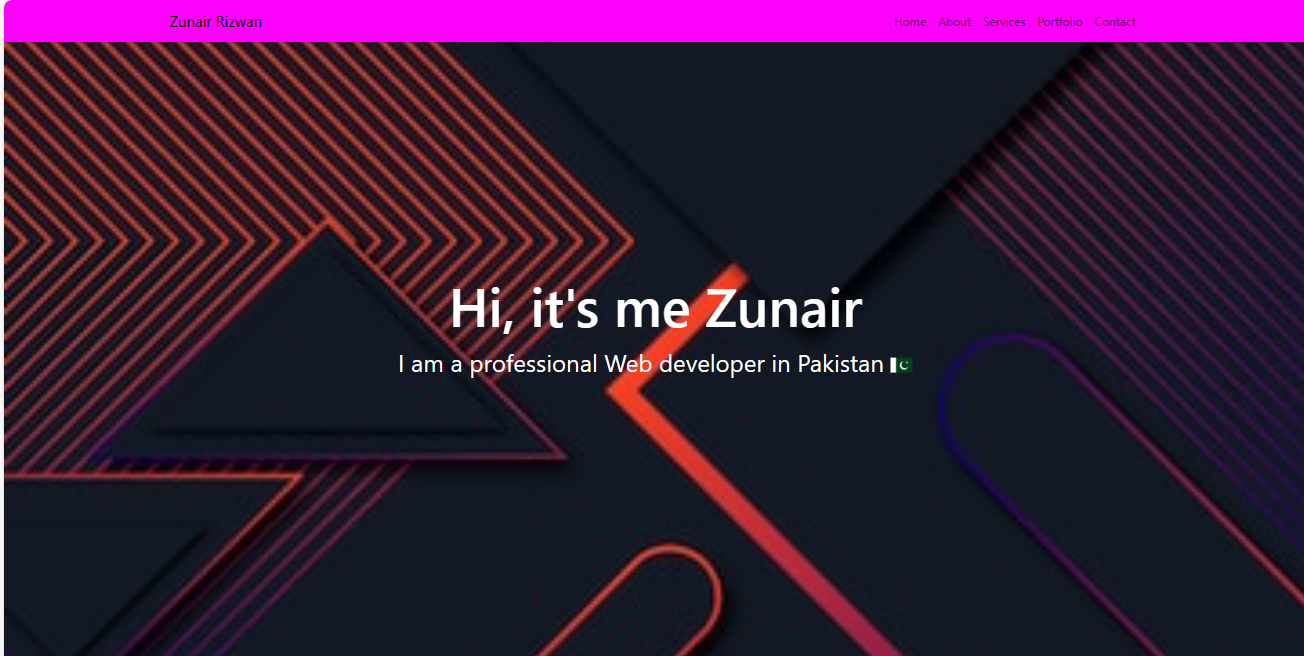 Zunair Rizwan
Home About Services Portfolio Contact
Hi, it's me Zunair
I am a professional Web developer in Pakistan 🇵🇰